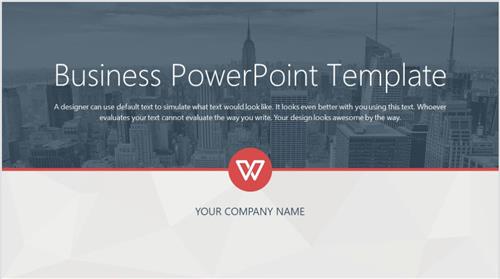 Business PowerPoint Template
A designer can use default text to simulate what text would look like. It looks even better with you using this text. Whoever
evaluates your text cannot evaluate the way you write. Your design looks awesome by the way.
W
YOUR COMPANY NAME